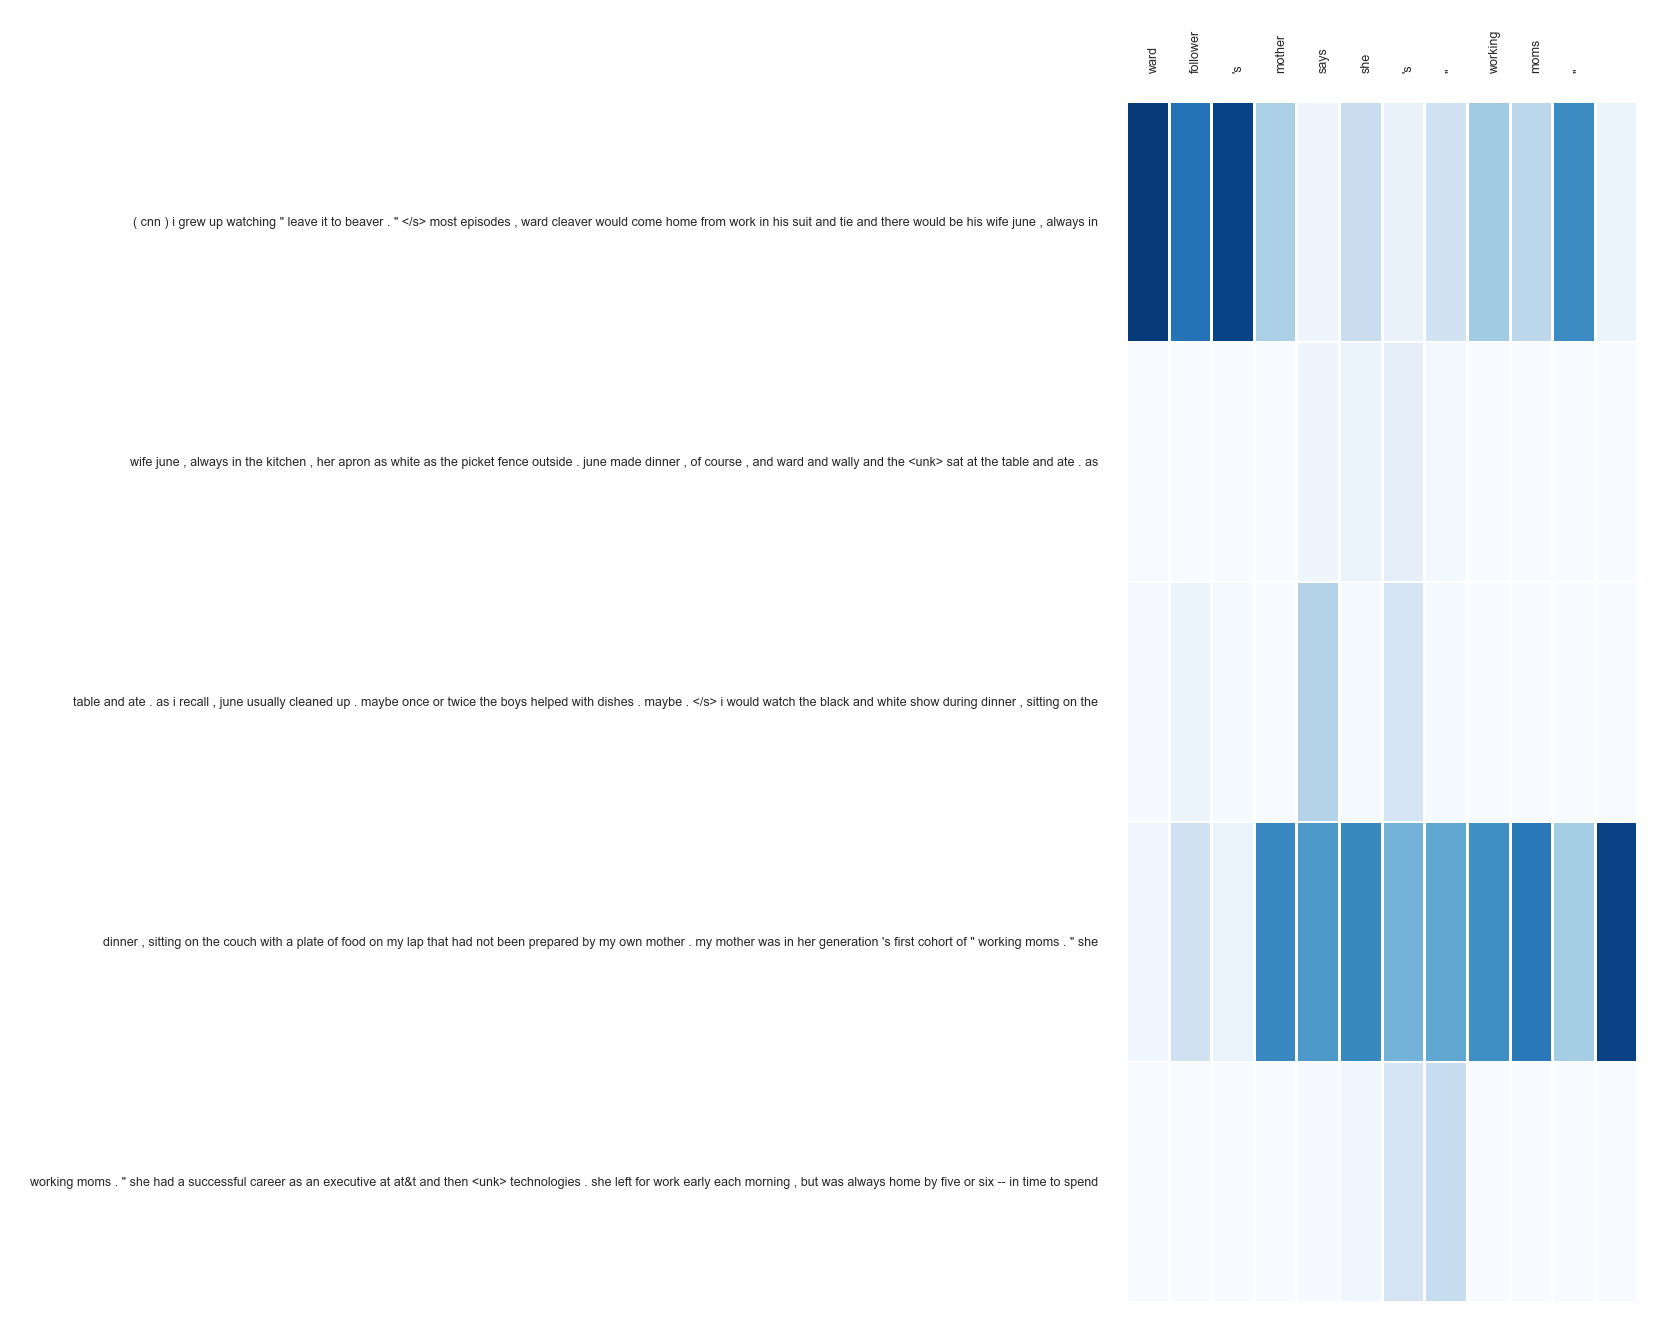 ward follower 's mother says she 's " working moms "
( cnn ) i grew up watching " leave it to beaver . " </s> most episodes , ward cleaver would come home from work in his suit and tie and there would be his wife june , always in
wife june , always in the kitchen , her apron as white as the picket fence outside . june made dinner , of course , and ward and wally and the <unk> sat at the table and ate . as
table and ate . as i recall , june usually cleaned up . maybe once or twice the boys helped with dishes . maybe . </s> i would watch the black and white show during dinner , sitting on the
dinner , sitting on the couch with a plate of food on my lap that had not been prepared by my own mother . my mother was in her generation 's first cohort of " working moms . " she
working moms . " she had a successful career as an executive at at&t and then <unk> technologies . she left for work early each morning , but was always home by five or six -- in time to spend